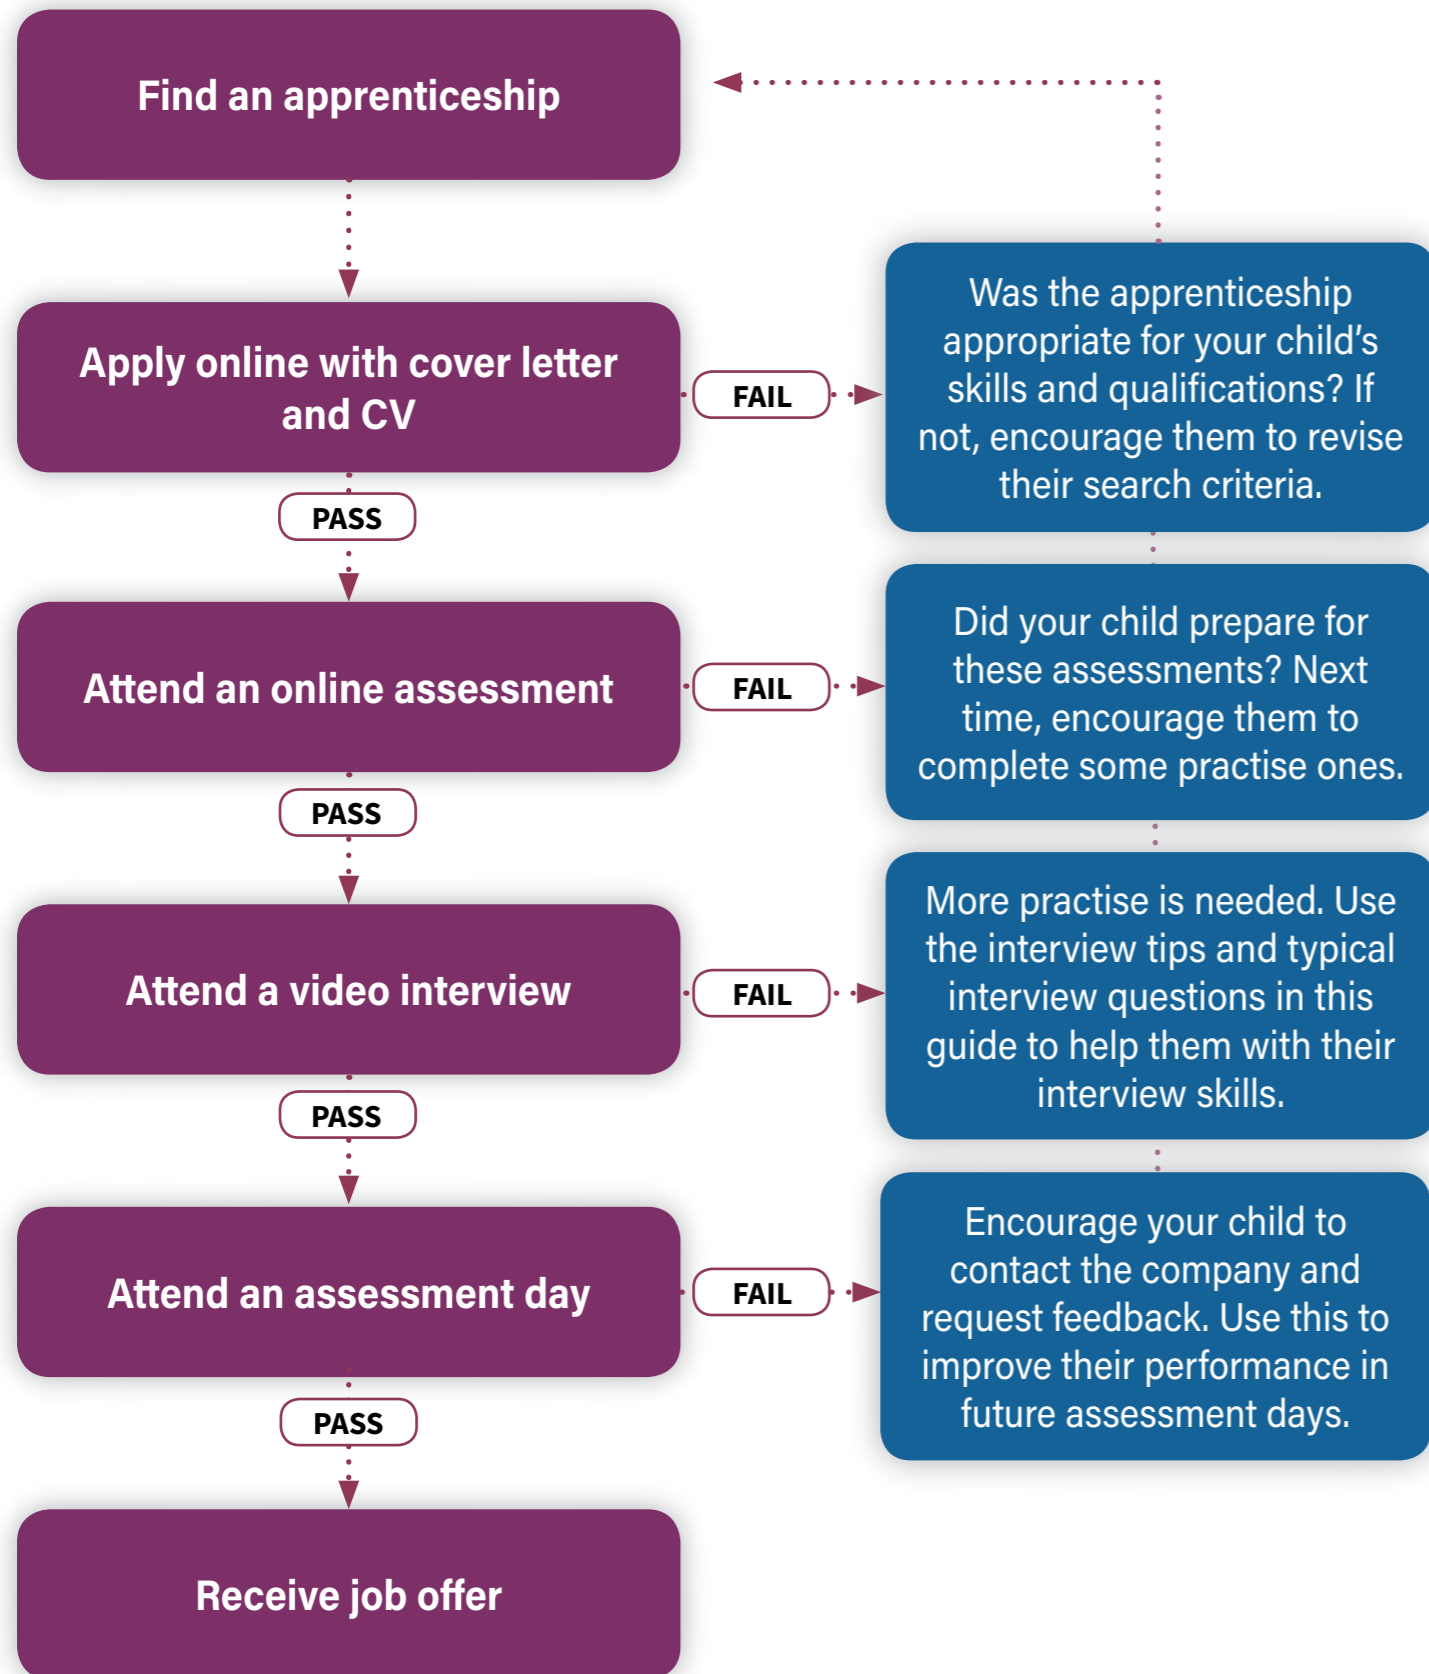 Find an apprenticeship
Apply online with cover letter
and CV
FAIL
Was the apprenticeship
appropriate for your child's
skills and qualifications? If
not, encourage them to revise
their search criteria.
PASS
Attend an online assessment
FAIL
Did your child prepare for
these assessments? Next
time, encourage them to
complete some practise ones.
PASS
Attend a video interview
FAIL
More practise is needed. Use
the interview tips and typical
interview questions in this
guide to help them with their
interview skills.
PASS
Attend an assessment day
FAIL
Encourage your child to
contact the company and
request feedback. Use this to
improve their performance in
future assessment days.
PASS
Receive job offer